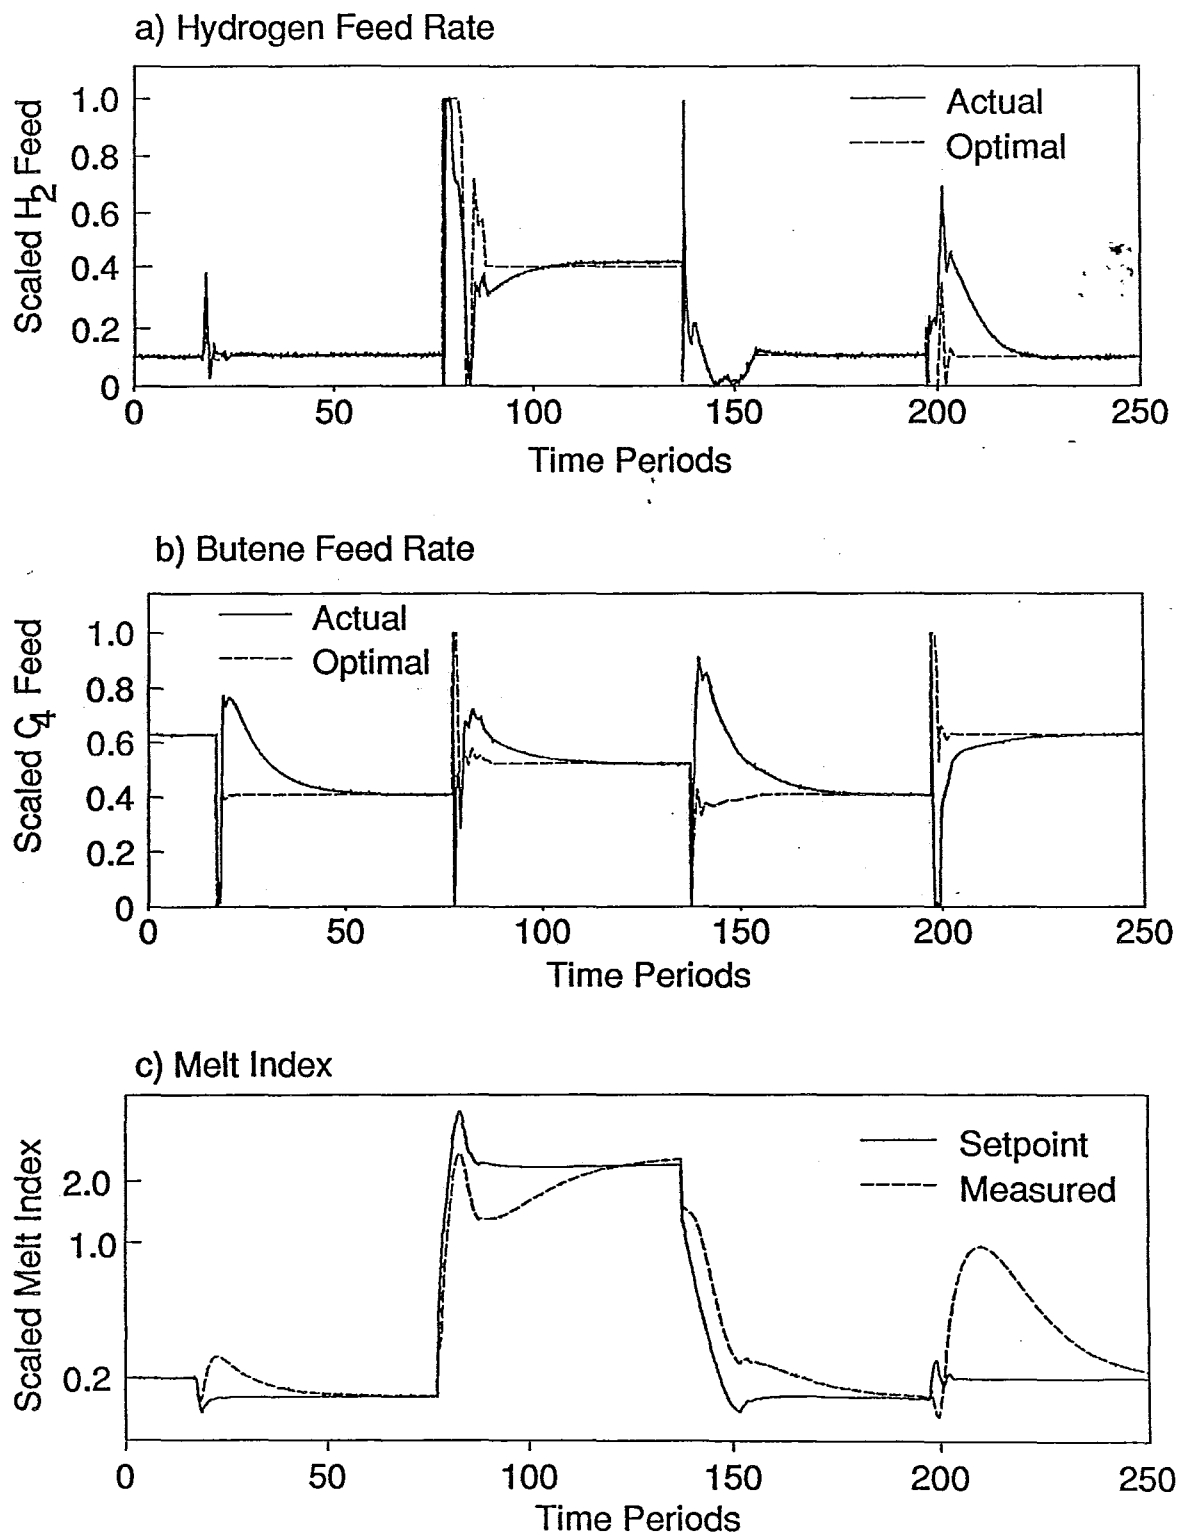 a) Hydrogen Feed Rate
Scaled H2 Feed
1.0
0.8
0.6
0.4
0.2
0
Actual
Optimal
0 50 100 150 200 250
Time Periods
b) Butene Feed Rate
Scaled C4 Feed
1.0
0.8
0.6
0.4
0.2
0
Actual
Optimal
0 50 100 150 200 250
Time Periods
c) Melt Index
Scaled Melt Index
2.0
1.0
0.2
Setpoint
Measured
0 50 100 150 200 250
Time Periods